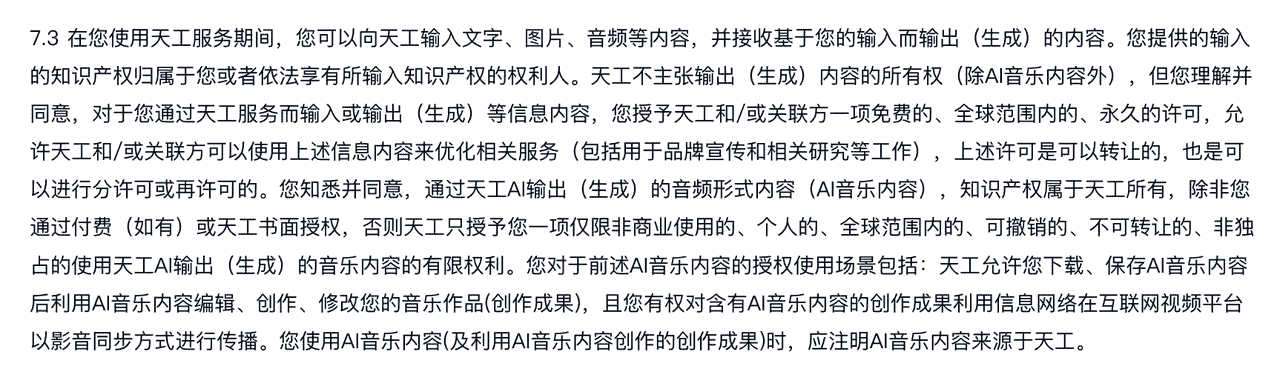 7.3 在您使用天工服务期间，您可以向天工输入文字、图片、音频等内容，并接收基于您的输入而输出（生成）的内容。您提供的输入
的知识产权归属于您或者依法享有所输入知识产权的权利人。天工不主张输出（生成）内容的所有权（除AI音乐内容外），但您理解并
同意，对于您通过天工服务而输入或输出（生成）等信息内容，您授予天工和/或关联方一项免费的、全球范围内的、永久的许可，允
许天工和/或关联方可以使用上述信息内容来优化相关服务（包括用于品牌宣传和相关研究等工作），上述许可是可以转让的，也是可
以进行分许可或再许可的。您知悉并同意，通过天工AI输出（生成）的音频形式内容（AI音乐内容），知识产权属于天工所有，除非您
通过付费（如有）或天工书面授权，否则天工只授予您一项仅限非商业使用的、个人的、全球范围内的、可撤销的、不可转让的、非独
占的使用天工AI输出（生成）的音乐内容的有限权利。您对于前述AI音乐内容的授权使用场景包括：天工允许您下载、保存AI音乐内容
后利用AI音乐内容编辑、创作、修改您的音乐作品(创作成果)，且您有权对含有AI音乐内容的创作成果利用信息网络在互联网视频平台
以影音同步方式进行传播。您使用AI音乐内容(及利用AI音乐内容创作的创作成果)时，应注明AI音乐内容来源于天工。